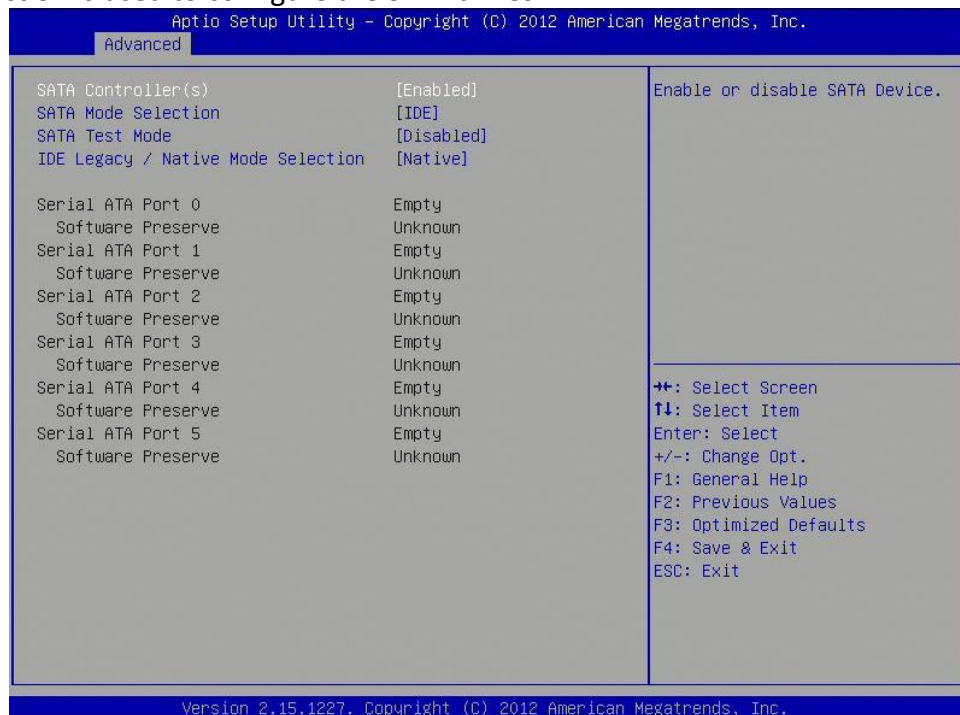 Aptio Setup Utility – Copyright (C) 2012 American Megatrends, Inc.
Advanced
SATA Controller(s) [Enabled]
SATA Mode Selection [IDE]
SATA Test Mode [Disabled]
IDE Legacy / Native Mode Selection [Native]
Serial ATA Port 0 Empty
Software Preserve Unknown
Serial ATA Port 1 Empty
Software Preserve Unknown
Serial ATA Port 2 Empty
Software Preserve Unknown
Serial ATA Port 3 Empty
Software Preserve Unknown
Serial ATA Port 4 Empty
Software Preserve Unknown
Serial ATA Port 5 Empty
Software Preserve Unknown
Enable or disable SATA Device.
→←: Select Screen
↑↓: Select Item
Enter: Select
+/-: Change Opt.
F1: General Help
F2: Previous Values
F3: Optimized Defaults
F4: Save & Exit
ESC: Exit
Version 2.15.1227. Copyright (C) 2012 American Megatrends, Inc.